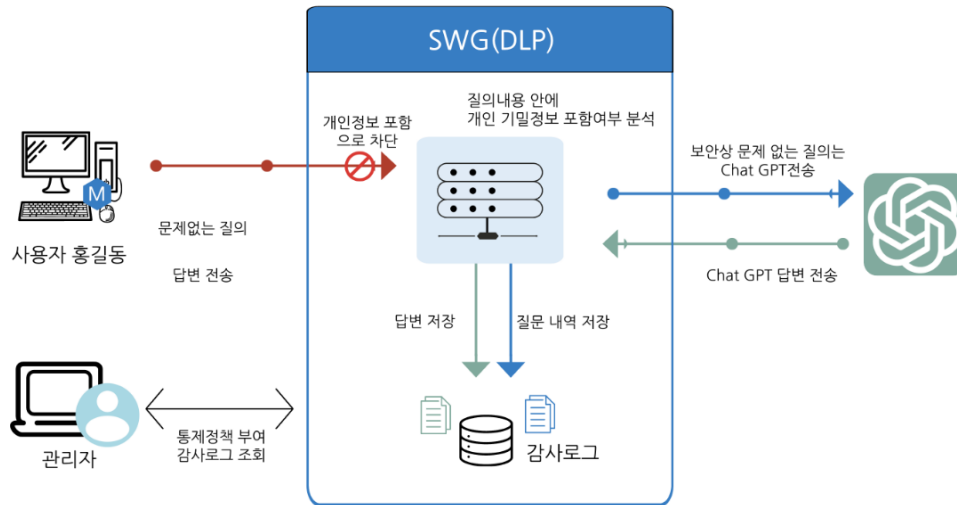 SWG(DLP)
질의내용 안에
개인 기밀정보 포함여부 분석
개인정보 포함
으로 차단
보안상 문제 없는 질의는
Chat GPT전송
M
사용자 홍길동
문제없는 질의
답변 전송
Chat GPT 답변 전송
답변 저장
질문 내역 저장
관리자
통제정책 부여
감사로그 조회
감사로그